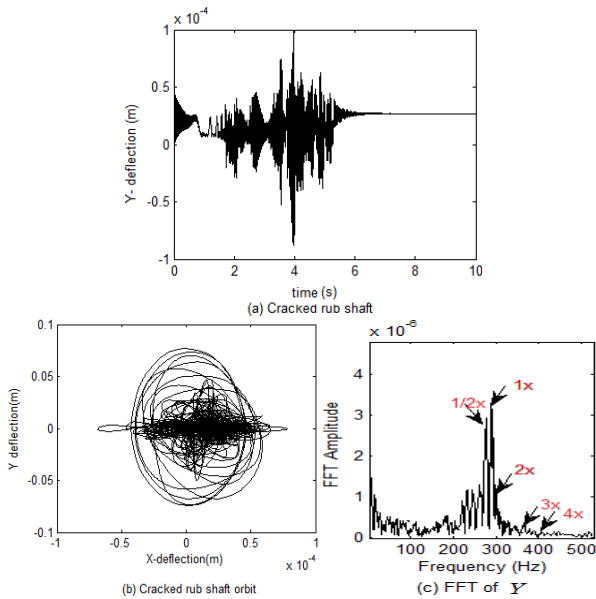 x 10⁻⁴
1
0.5
0
-0.5
-1
Y- deflection (m)
0 2 4 6 8 10
time (s)
(a) Cracked rub shaft
0.1
0.05
0
-0.05
-0.1
Y deflection(m)
-1 -0.5 0 0.5 1
X-deflection(m)
x 10⁻⁴
(b) Cracked rub shaft orbit
x 10⁻⁶
4
3
2
1
FFT Amplitude
1x
1/2x
2x
3x
4x
100 200 300 400 500
Frequency (Hz)
(c) FFT of Y